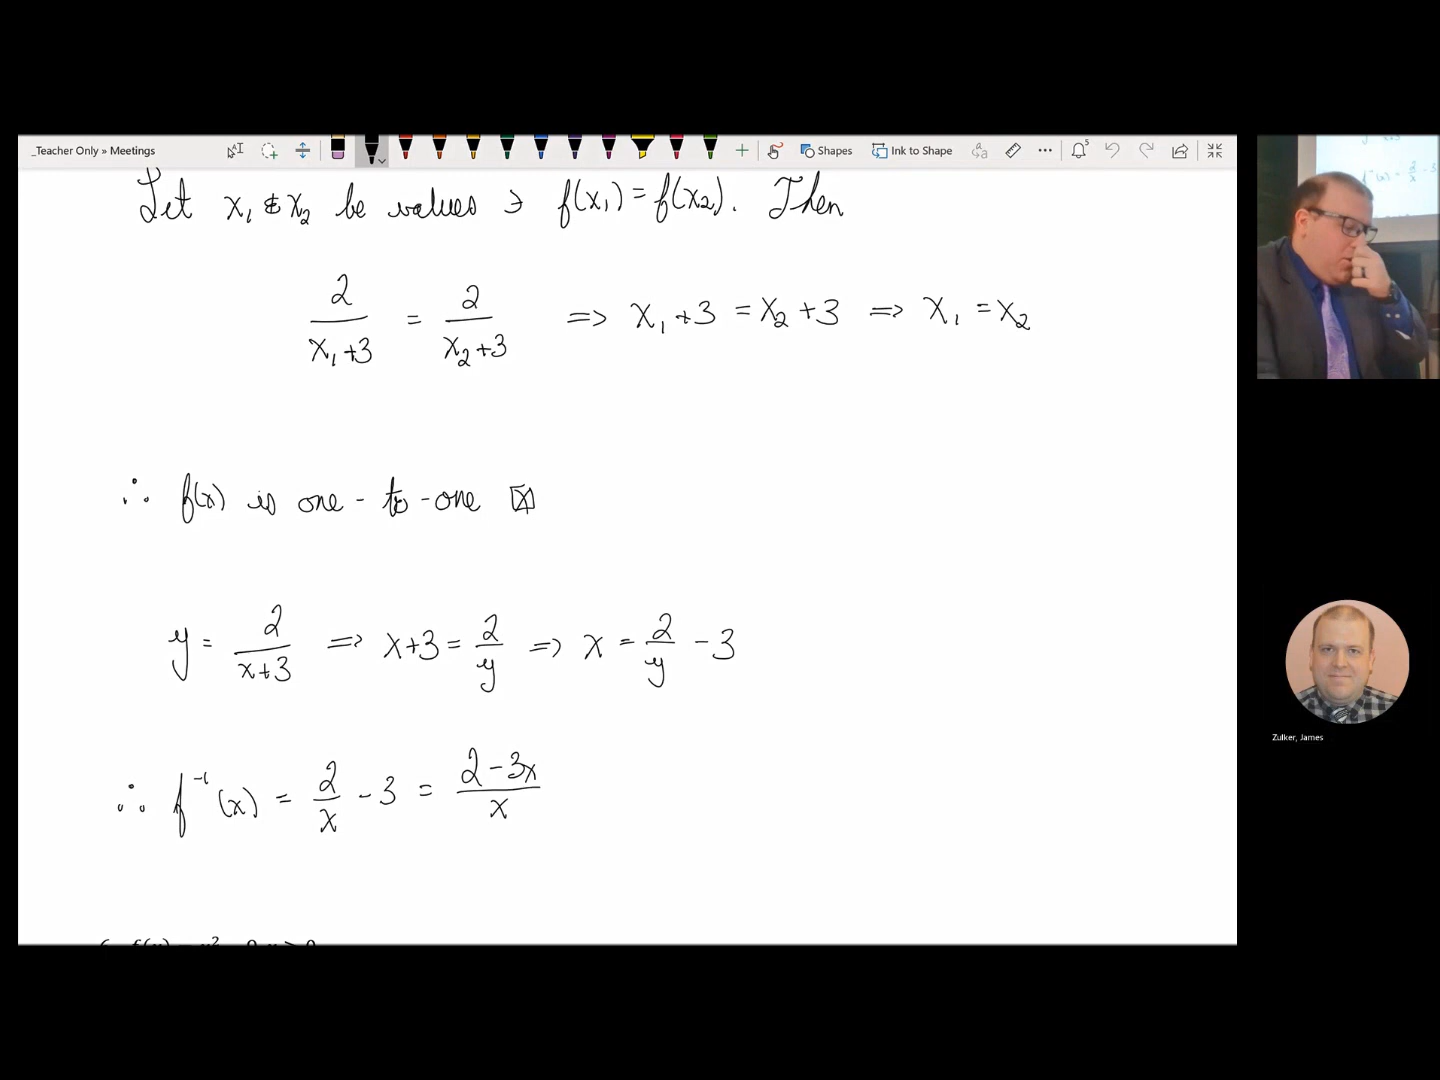 _Teacher Only » Meetings
Shapes
Ink to Shape
Let x₁ & x₂ be values ∋ f(x₁) = f(x₂). Then
2/(x₁+3) = 2/(x₂+3) ⇒ x₁+3 = x₂+3 ⇒ x₁ = x₂
∴ f(x) is one-to-one ☒
y = 2/(x+3) ⇒ x+3 = 2/y ⇒ x = 2/y - 3
∴ f⁻¹(x) = 2/x - 3 = (2-3x)/x
Zulker, James